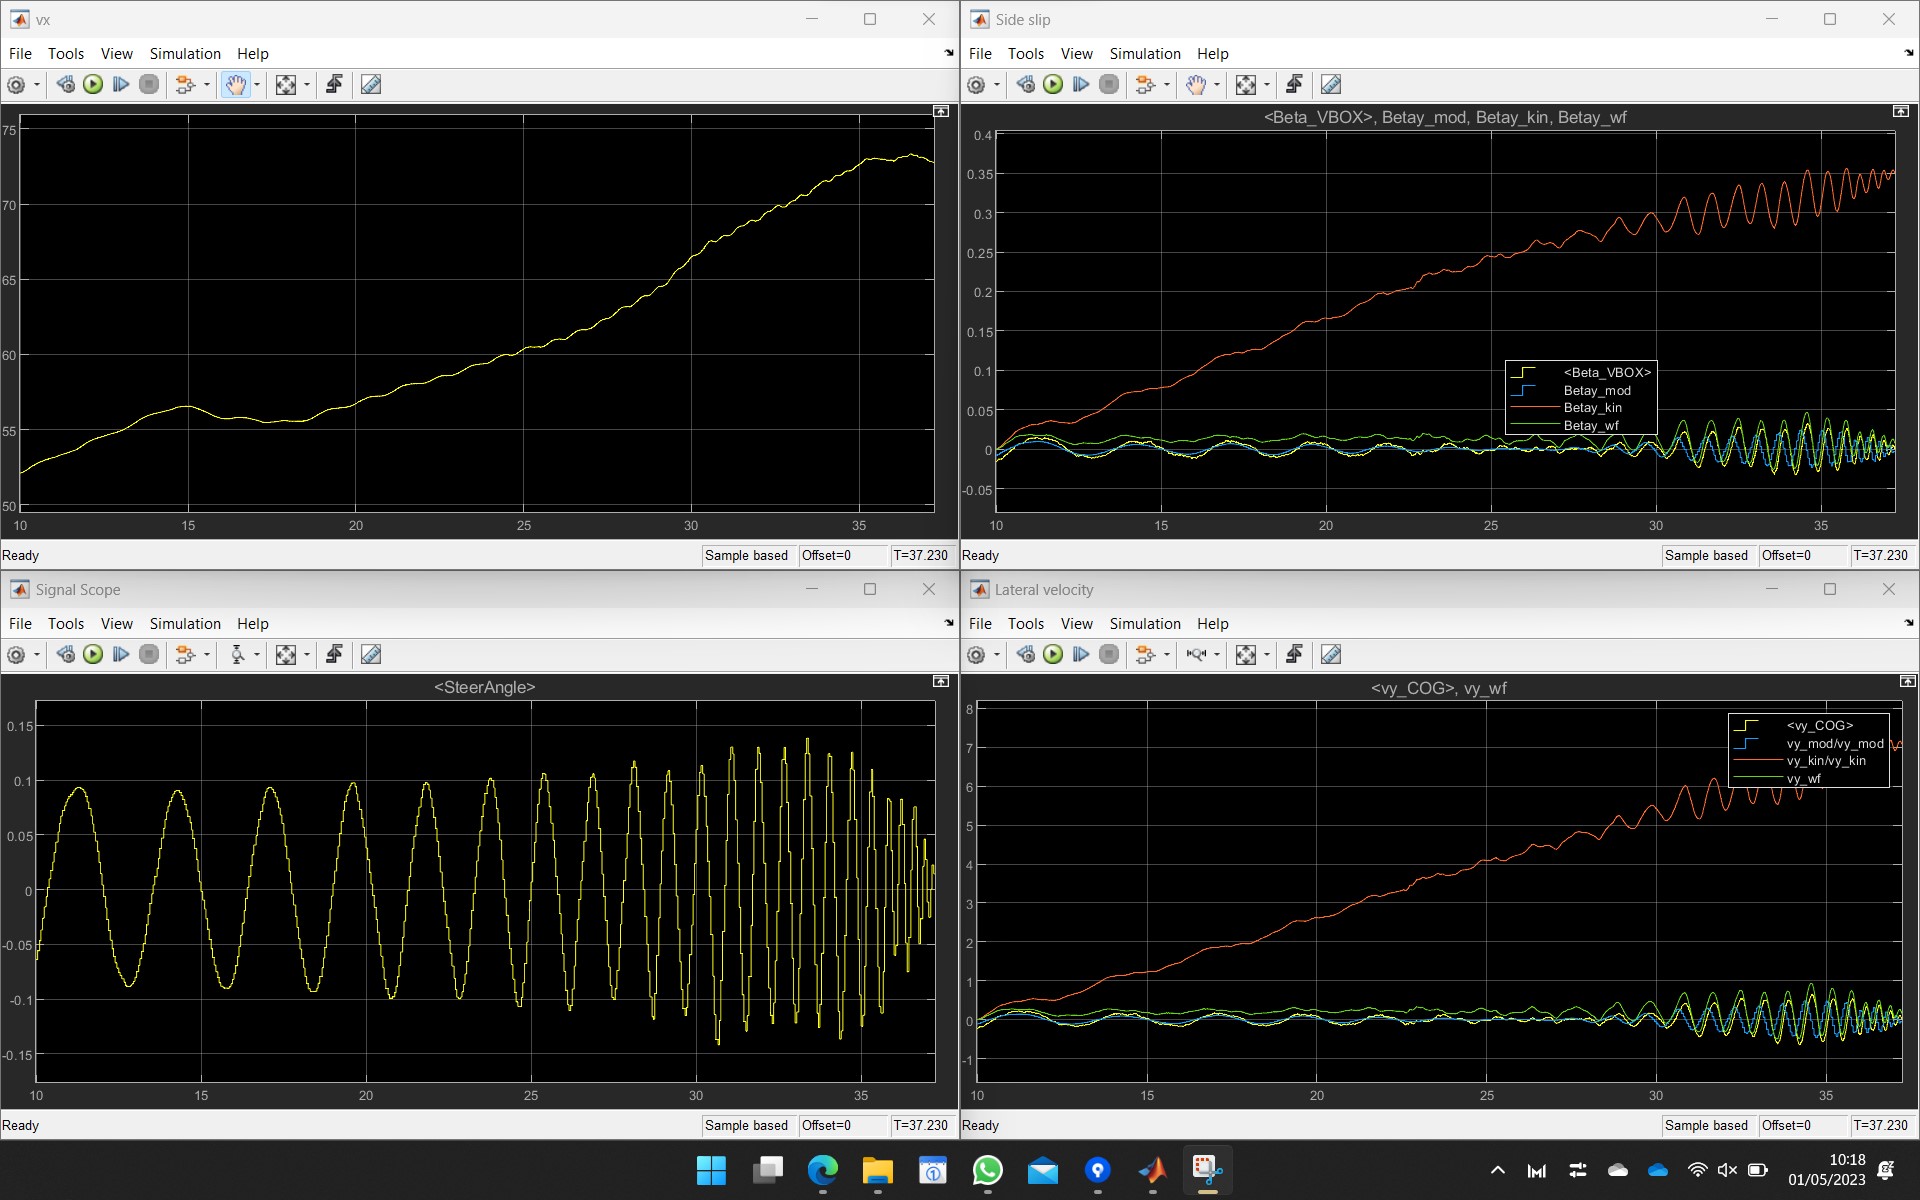 vx
File Tools View Simulation Help
75
70
65
60
55
50
10 15 20 25 30 35
Ready Sample based Offset=0 T=37.230
Side slip
File Tools View Simulation Help
<Beta_VBOX>, Betay_mod, Betay_kin, Betay_wf
0.4
0.35
0.3
0.25
0.2
0.15
0.1
0.05
0
-0.05
<Beta_VBOX>
Betay_mod
Betay_kin
Betay_wf
10 15 20 25 30 35
Ready Sample based Offset=0 T=37.230
Signal Scope
File Tools View Simulation Help
<SteerAngle>
0.15
0.1
0.05
0
-0.05
-0.1
-0.15
10 15 20 25 30 35
Ready Sample based Offset=0 T=37.230
Lateral velocity
File Tools View Simulation Help
<vy_COG>, vy_wf
8
7
6
5
4
3
2
1
0
-1
<vy_COG>
vy_mod/vy_mod
vy_kin/vy_kin
vy_wf
10 15 20 25 30 35
Ready Sample based Offset=0 T=37.230
10:18
01/05/2023